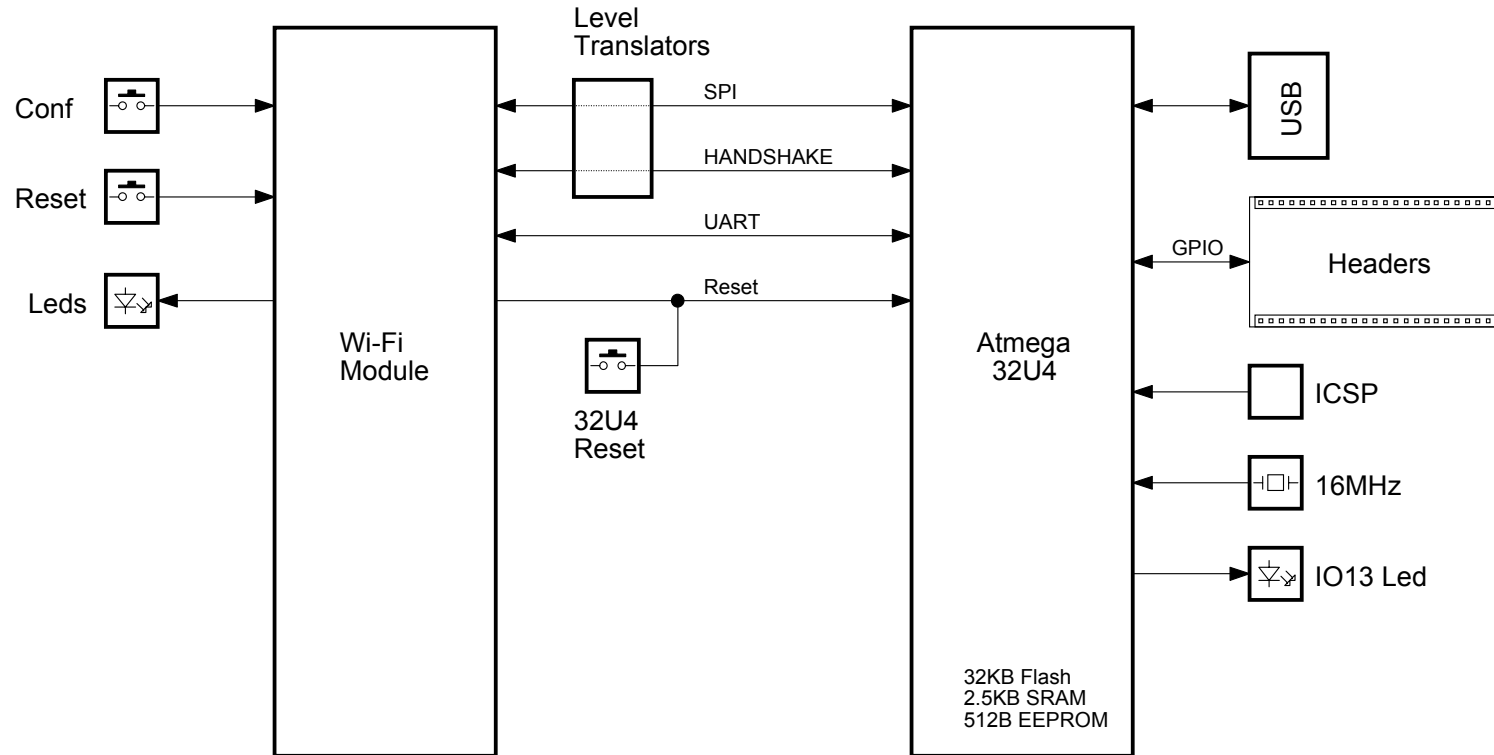 Level
Translators
Conf
SPI
USB
HANDSHAKE
Reset
UART
GPIO
Headers
Leds
Reset
Wi-Fi
Module
Atmega
32U4
ICSP
32U4
Reset
16MHz
IO13 Led
32KB Flash
2.5KB SRAM
512B EEPROM